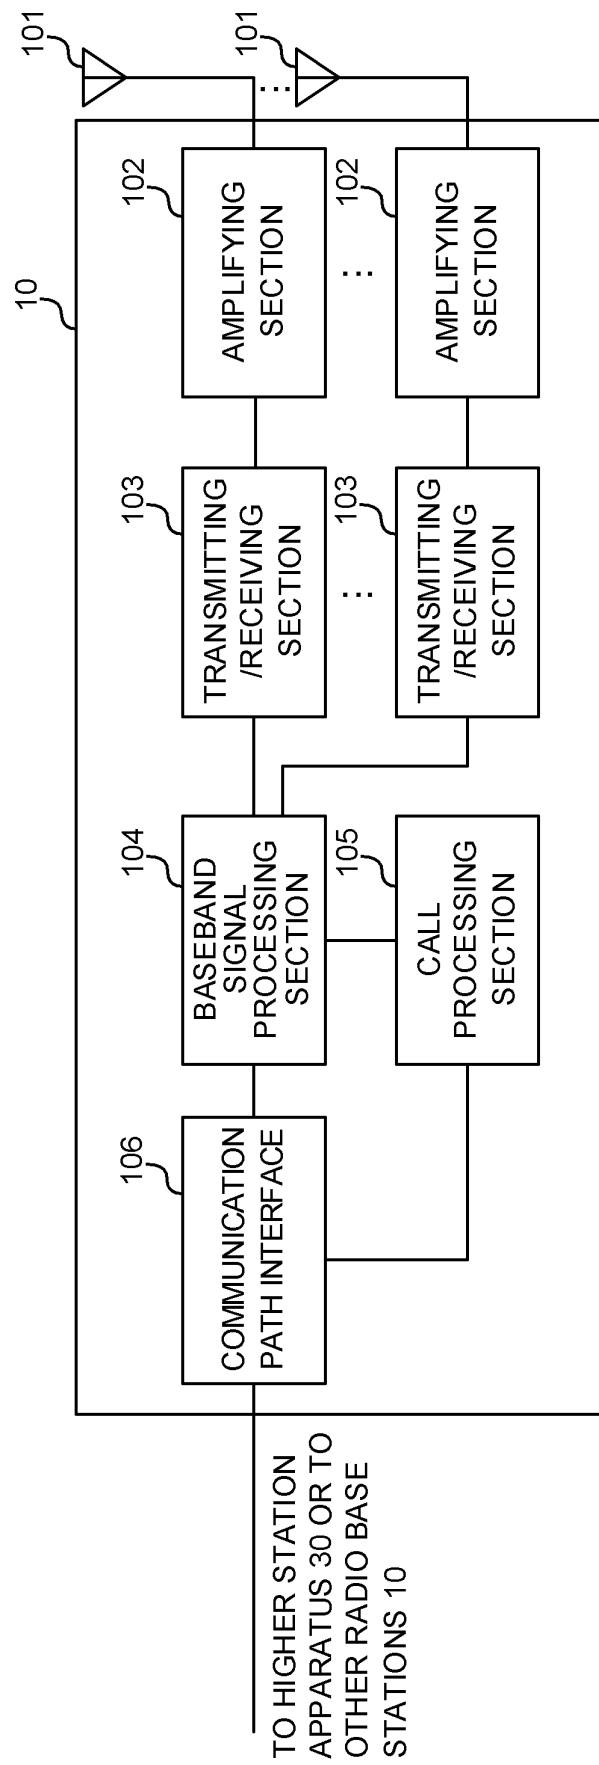 10
101
101
...
102
AMPLIFYING
SECTION
...
102
AMPLIFYING
SECTION
103
TRANSMITTING
/RECEIVING
SECTION
...
103
TRANSMITTING
/RECEIVING
SECTION
104
BASEBAND
SIGNAL
PROCESSING
SECTION
105
CALL
PROCESSING
SECTION
106
COMMUNICATION
PATH INTERFACE
TO HIGHER STATION
APPARATUS 30 OR TO
OTHER RADIO BASE
STATIONS 10